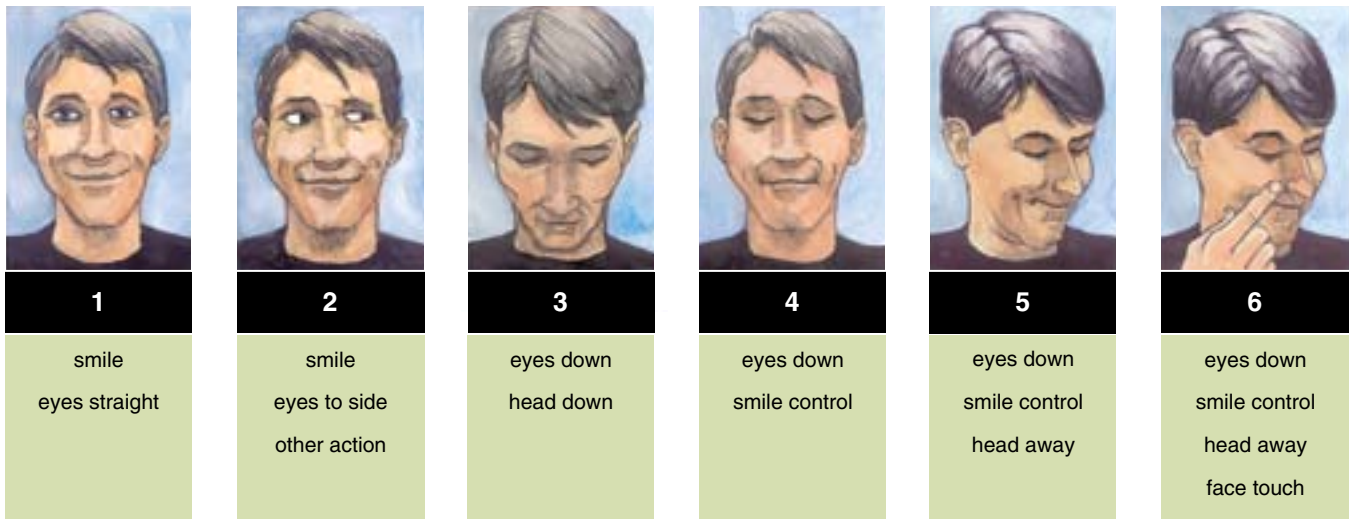 1
smile
eyes straight
2
smile
eyes to side
other action
3
eyes down
head down
4
eyes down
smile control
5
eyes down
smile control
head away
6
eyes down
smile control
head away
face touch